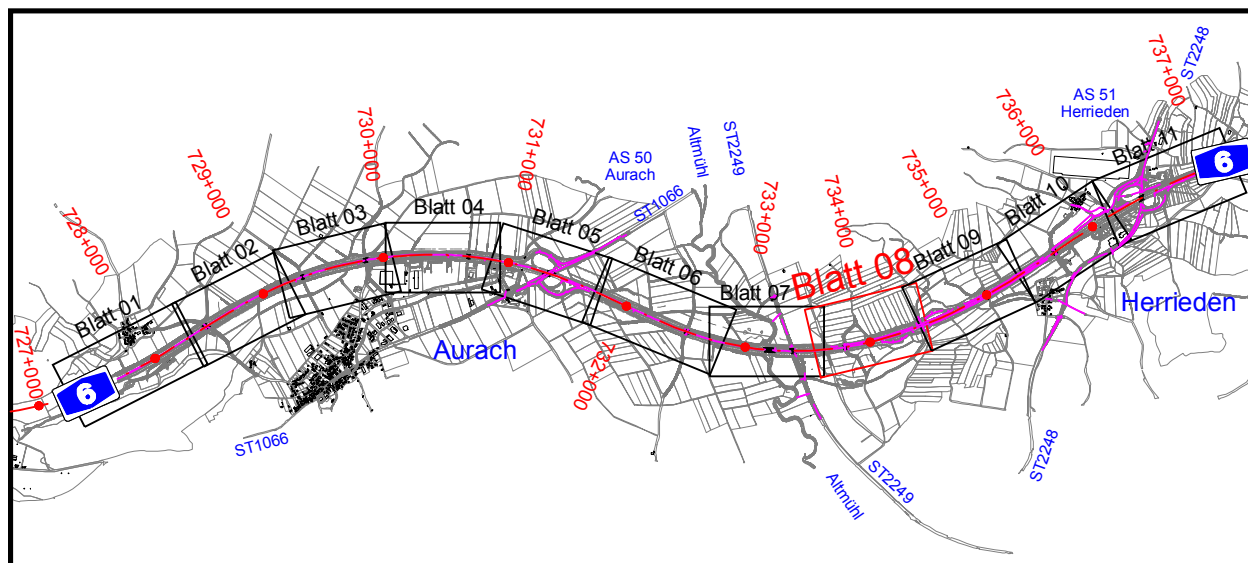 727+000
728+000
729+000
730+000
731+000
732+000
733+000
734+000
735+000
736+000
737+000
Blatt 01
Blatt 02
Blatt 03
Blatt 04
Blatt 05
Blatt 06
Blatt 07
Blatt 08
Blatt 09
Blatt 10
Blatt 11
6
6
AS 50
Aurach
ST1066
Altmühl
ST2249
AS 51
Herrieden
ST2248
Aurach
Herrieden
ST1066
Altmühl
ST2249
ST2248